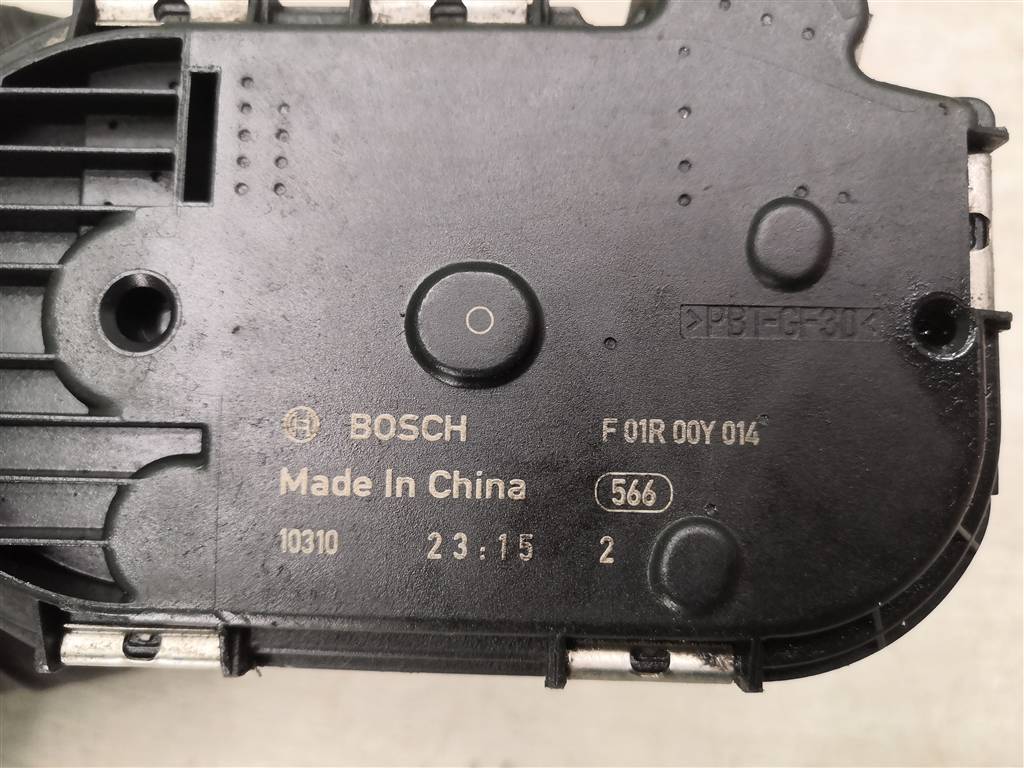 >PBT-GF30<
BOSCH F 01R 00Y 014
Made In China 566
10310 23:15 2